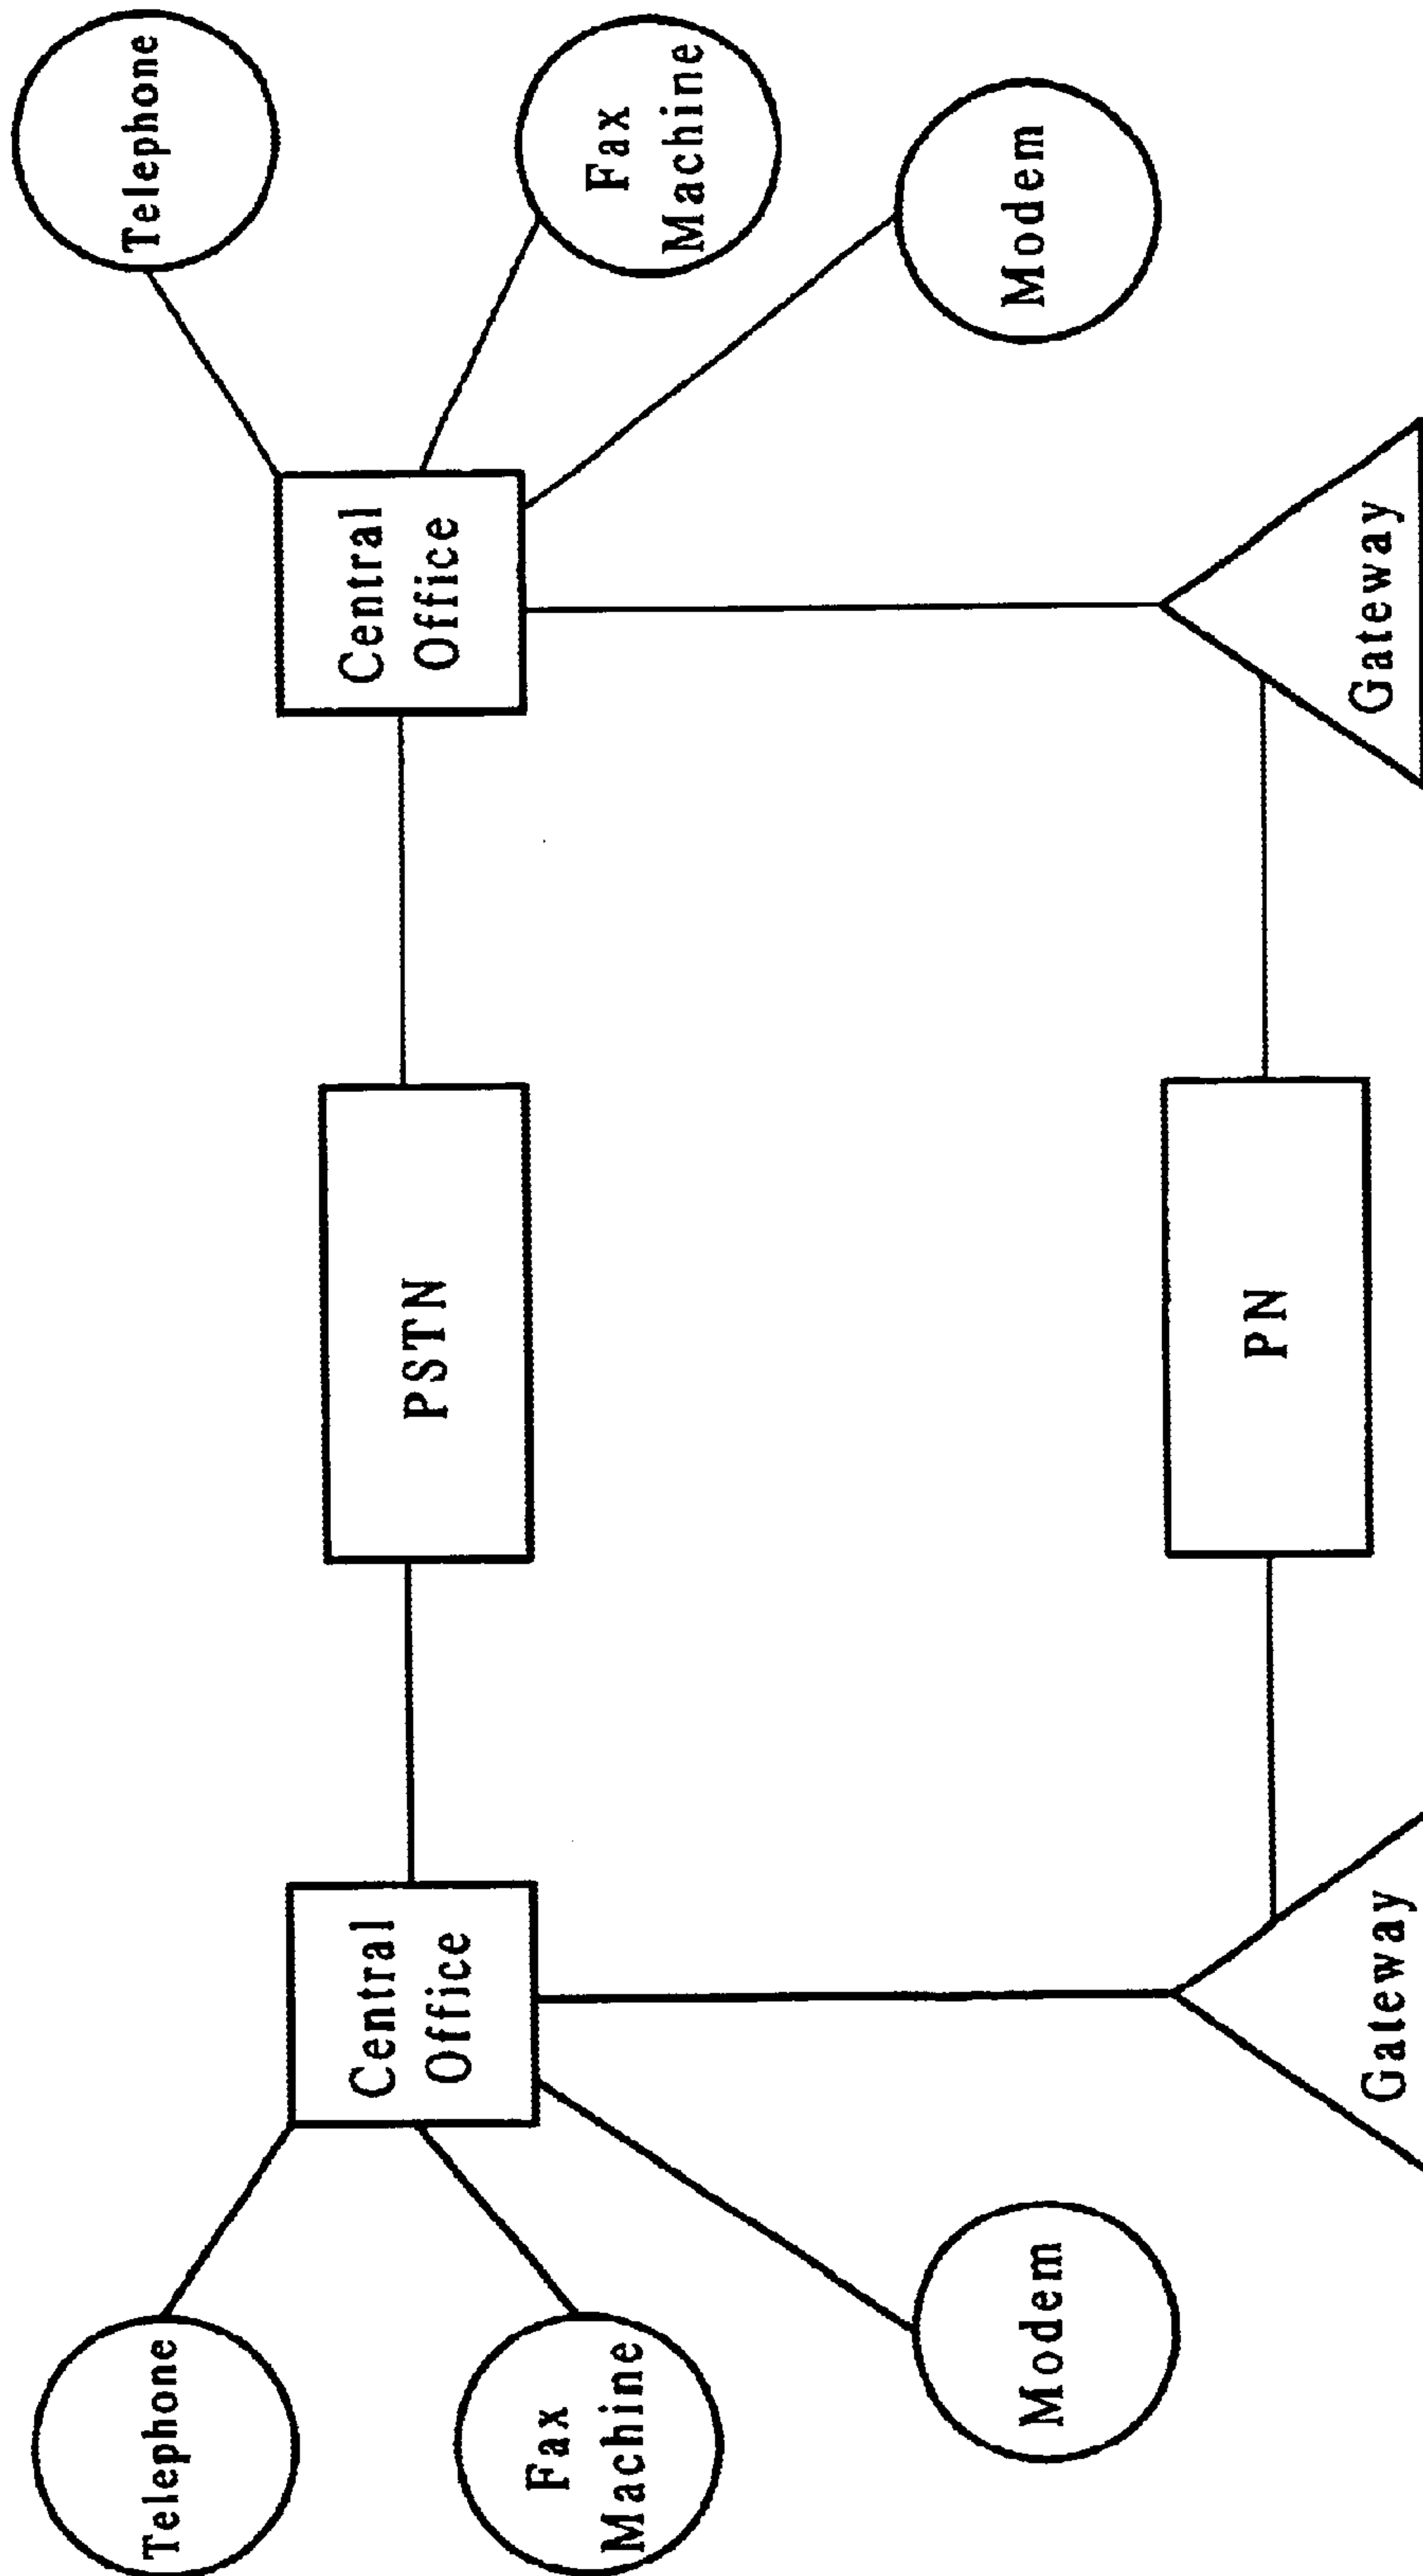 Telephone
Telephone
Central
Office
PSTN
Central
Office
Fax
Machine
Fax
Machine
Modem
Modem
Gateway
PN
Gateway